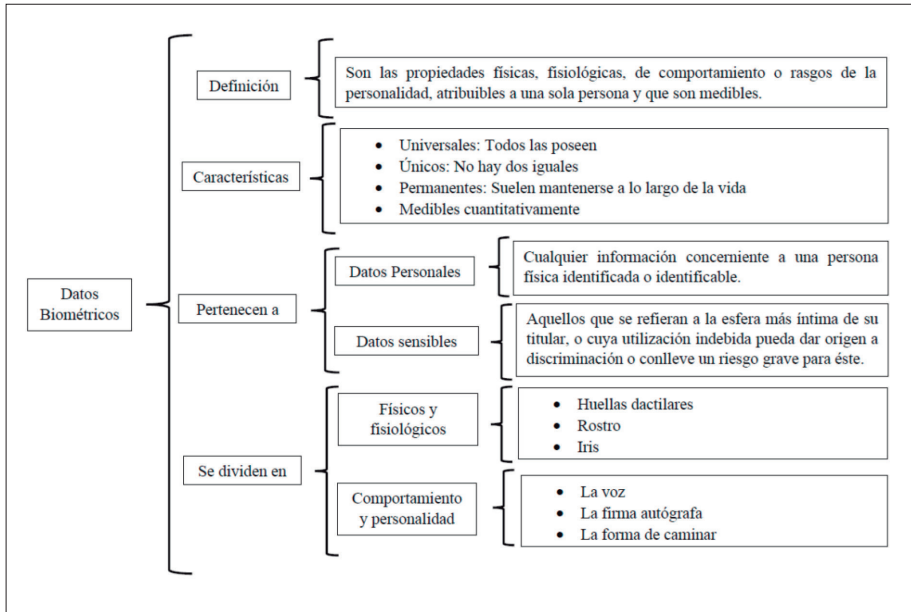 Datos
Biométricos
Definición
Son las propiedades físicas, fisiológicas, de comportamiento o rasgos de la
personalidad, atribuibles a una sola persona y que son medibles.
Características
• Universales: Todos las poseen
• Únicos: No hay dos iguales
• Permanentes: Suelen mantenerse a lo largo de la vida
• Medibles cuantitativamente
Pertenecen a
Datos Personales
Cualquier información concerniente a una persona
física identificada o identificable.
Datos sensibles
Aquellos que se refieran a la esfera más íntima de su
titular, o cuya utilización indebida pueda dar origen a
discriminación o conlleve un riesgo grave para éste.
Se dividen en
Físicos y
fisiológicos
• Huellas dactilares
• Rostro
• Iris
Comportamiento
y personalidad
• La voz
• La firma autógrafa
• La forma de caminar